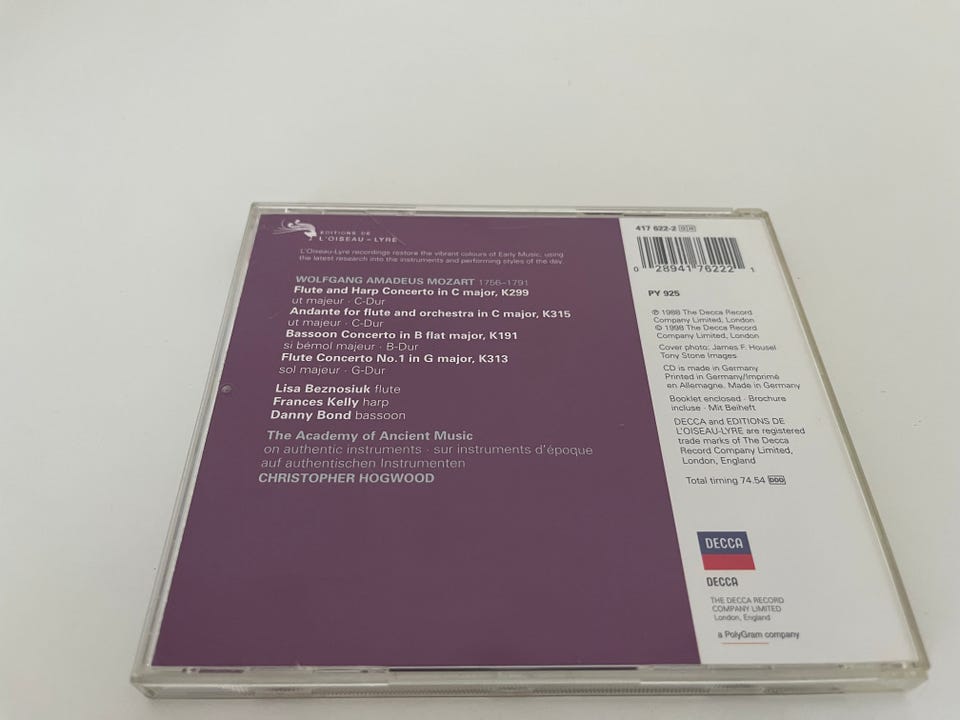 EDITIONS DE
L'OISEAU-LYRE
L'Oiseau-Lyre recordings restore the vibrant colours of Early Music, using
the latest research into the instruments and performing styles of the day.
WOLFGANG AMADEUS MOZART 1756–1791
Flute and Harp Concerto in C major, K299
ut majeur · C-Dur
Andante for flute and orchestra in C major, K315
ut majeur · C-Dur
Bassoon Concerto in B flat major, K191
si bémol majeur · B-Dur
Flute Concerto No.1 in G major, K313
sol majeur · G-Dur
Lisa Beznosiuk flute
Frances Kelly harp
Danny Bond bassoon
The Academy of Ancient Music
on authentic instruments · sur instruments d'époque
auf authentischen Instrumenten
CHRISTOPHER HOGWOOD
417 622-2
0 28941 76222 1
PY 925
℗ 1988 The Decca Record
Company Limited, London
© 1998 The Decca Record
Company Limited, London
Cover photo: James F. Housel
Tony Stone Images
CD is made in Germany
Printed in Germany/Imprimé
en Allemagne. Made in Germany
Booklet enclosed · Brochure
incluse · Mit Beiheft
DECCA and EDITIONS DE
L'OISEAU-LYRE are registered
trade marks of The Decca
Record Company Limited,
London, England
Total timing 74.54 DDD
DECCA
DECCA
THE DECCA RECORD
COMPANY LIMITED
London, England
a PolyGram company